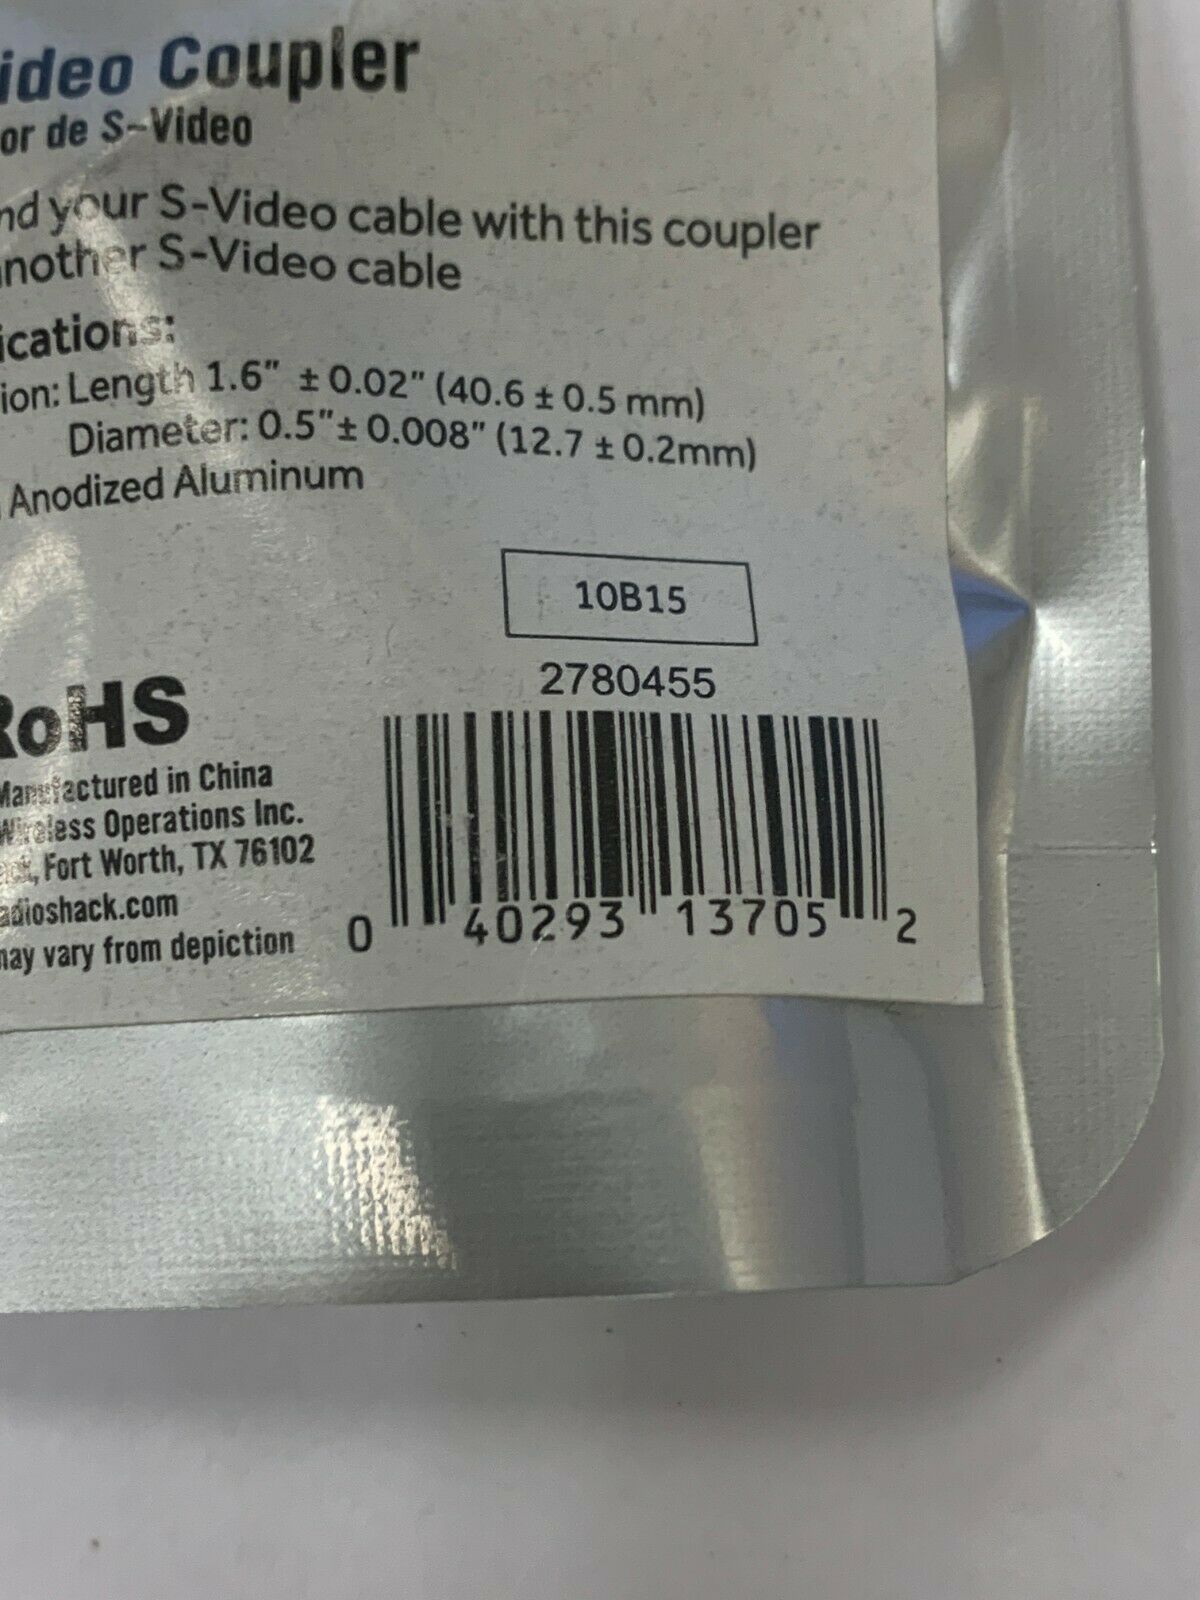 ideo Coupler
or de S-Video
nd your S-Video cable with this coupler
another S-Video cable
ications:
ion: Length 1.6" ± 0.02" (40.6 ± 0.5 mm)
Diameter: 0.5"± 0.008" (12.7 ± 0.2mm)
Anodized Aluminum
10B15
2780455
RoHS
Manufactured in China
Wireless Operations Inc.
Fort Worth, TX 76102
adioshack.com
may vary from depiction
0 40293 13705 2